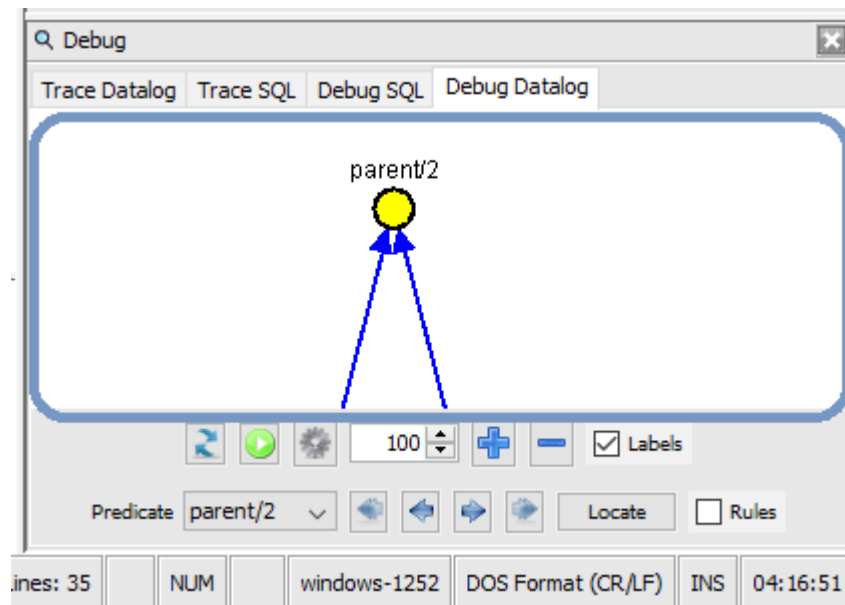 Debug
Trace Datalog Trace SQL Debug SQL Debug Datalog
parent/2
100 Labels
Predicate parent/2 Locate Rules
35 NUM windows-1252 DOS Format (CR/LF) INS 04:16:51